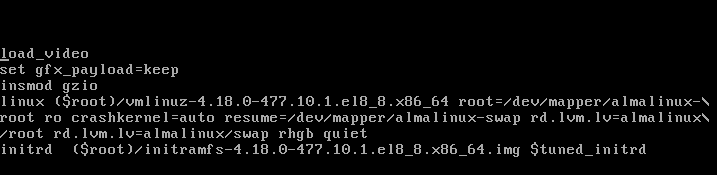 load_video
set gfx_payload=keep
insmod gzio
linux ($root)/vmlinuz-4.18.0-477.10.1.el8_8.x86_64 root=/dev/mapper/almalinux-\
root ro crashkernel=auto resume=/dev/mapper/almalinux-swap rd.lvm.lv=almalinux\
/root rd.lvm.lv=almalinux/swap rhgb quiet
initrd  ($root)/initramfs-4.18.0-477.10.1.el8_8.x86_64.img $tuned_initrd